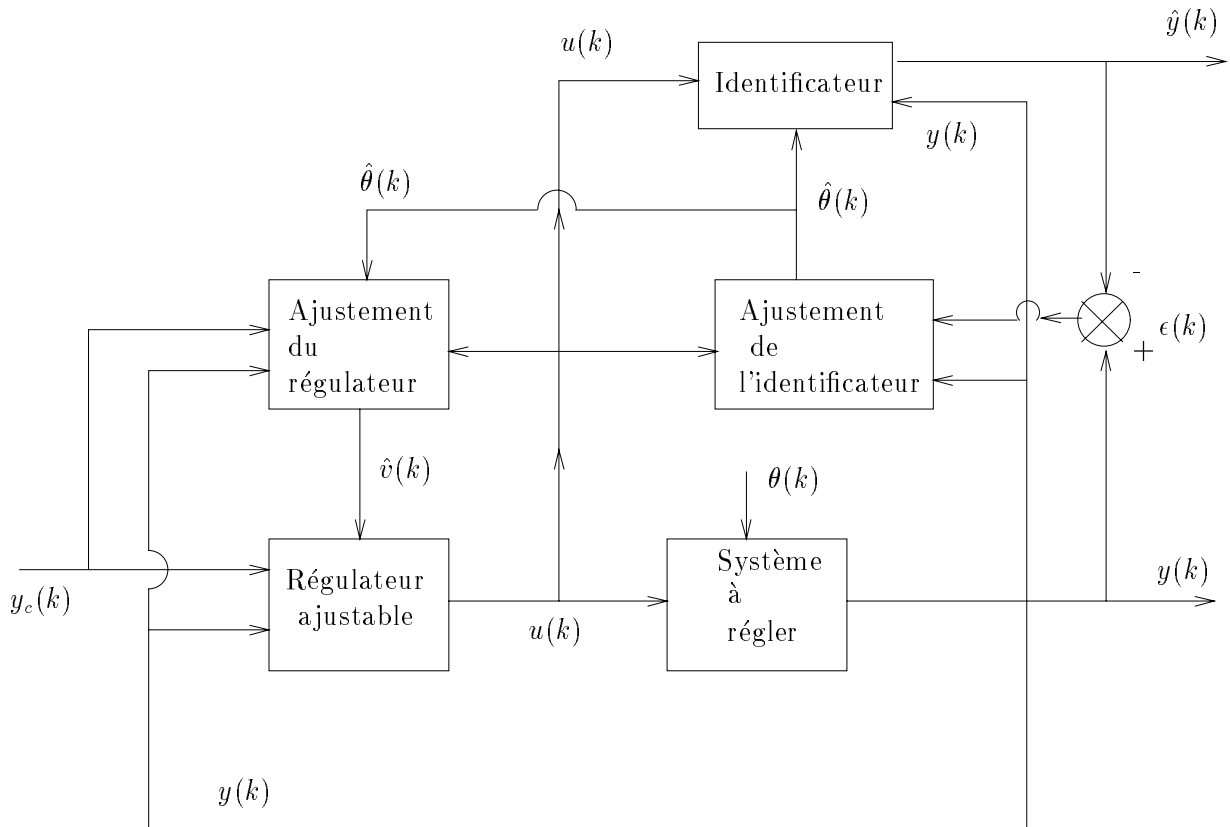 ŷ(k)
u(k)
Identificateur
y(k)
θ̂(k)
θ̂(k)
-
Ajustement
du
régulateur
Ajustement
de
l'identificateur
ϵ(k)
+
v̂(k)
θ(k)
Système
à
régler
Régulateur
ajustable
y(k)
y_c(k)
u(k)
y(k)